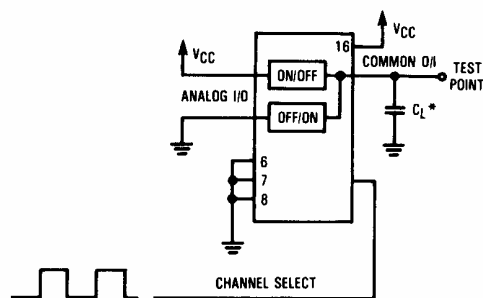 VCC
16
VCC
ON/OFF
COMMON O/I
TEST
POINT
ANALOG I/O
OFF/ON
CL*
6
7
8
CHANNEL SELECT